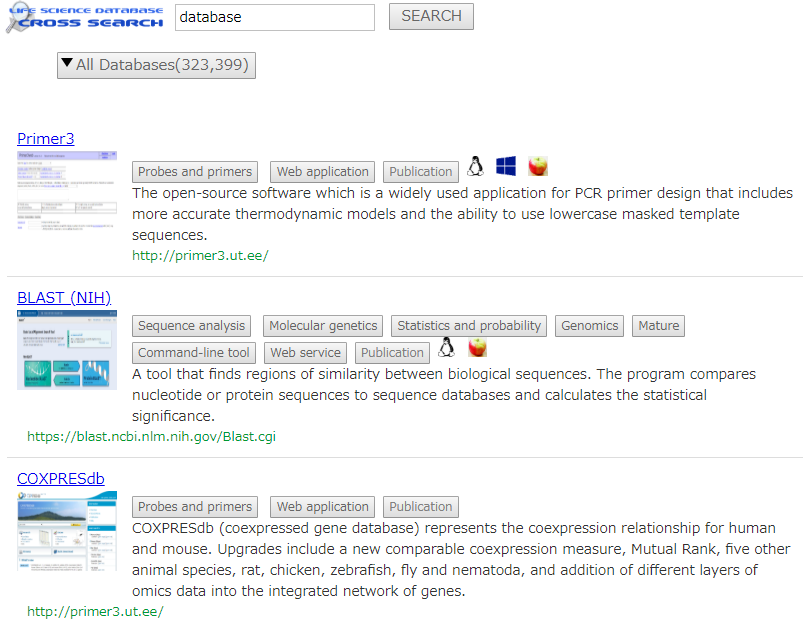 LIFE SCIENCE DATABASE
CROSS SEARCH
database
SEARCH
▼All Databases(323,399)
Primer3
Probes and primers Web application Publication
The open-source software which is a widely used application for PCR primer design that includes
more accurate thermodynamic models and the ability to use lowercase masked template
sequences.
http://primer3.ut.ee/
BLAST (NIH)
Sequence analysis Molecular genetics Statistics and probability Genomics Mature
Command-line tool Web service Publication
A tool that finds regions of similarity between biological sequences. The program compares
nucleotide or protein sequences to sequence databases and calculates the statistical
significance.
https://blast.ncbi.nlm.nih.gov/Blast.cgi
COXPRESdb
Probes and primers Web application Publication
COXPRESdb (coexpressed gene database) represents the coexpression relationship for human
and mouse. Upgrades include a new comparable coexpression measure, Mutual Rank, five other
animal species, rat, chicken, zebrafish, fly and nematoda, and addition of different layers of
omics data into the integrated network of genes.
http://primer3.ut.ee/